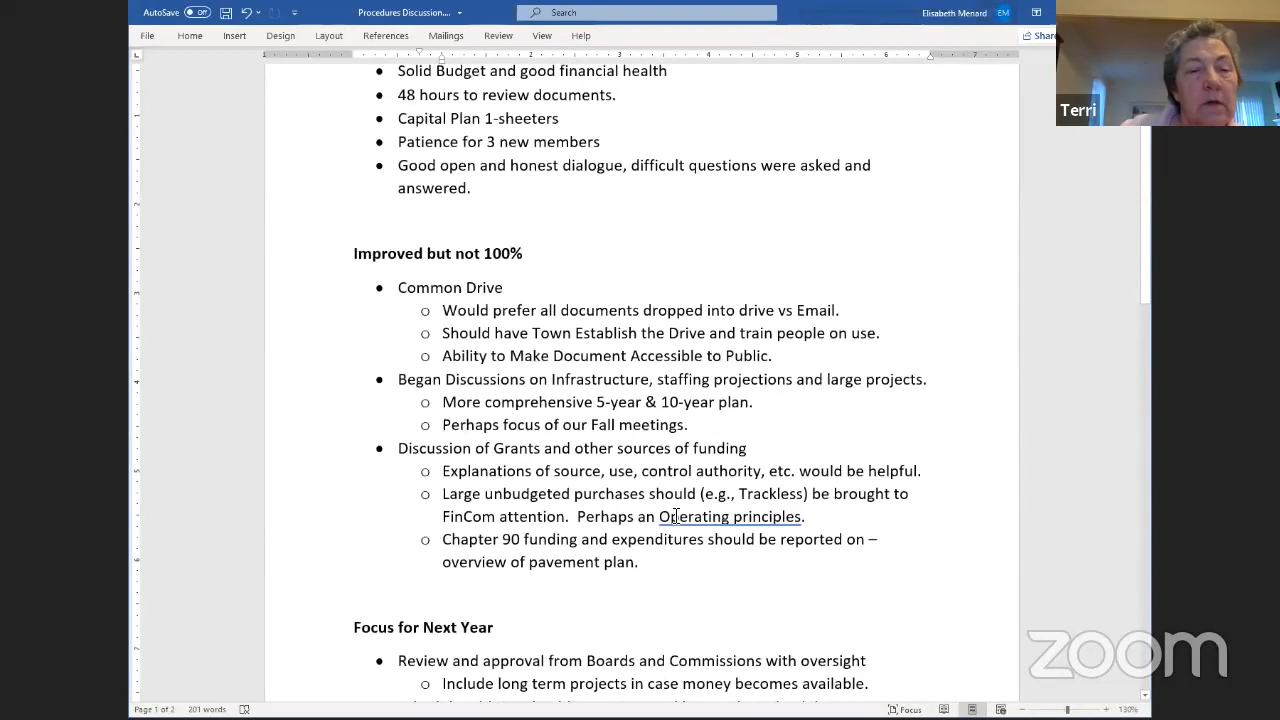 AutoSave Off Procedures Discussion.... Search Elisabeth Menard EM
File Home Insert Design Layout References Mailings Review View Help Share
1 1 2 3 4 5 6 7
Terri
• Solid Budget and good financial health
• 48 hours to review documents.
• Capital Plan 1-sheeters
• Patience for 3 new members
• Good open and honest dialogue, difficult questions were asked and
answered.
Improved but not 100%
• Common Drive
o Would prefer all documents dropped into drive vs Email.
o Should have Town Establish the Drive and train people on use.
o Ability to Make Document Accessible to Public.
• Began Discussions on Infrastructure, staffing projections and large projects.
o More comprehensive 5-year & 10-year plan.
o Perhaps focus of our Fall meetings.
• Discussion of Grants and other sources of funding
o Explanations of source, use, control authority, etc. would be helpful.
o Large unbudgeted purchases should (e.g., Trackless) be brought to
FinCom attention.  Perhaps an Operating principles.
o Chapter 90 funding and expenditures should be reported on –
overview of pavement plan.
Focus for Next Year
• Review and approval from Boards and Commissions with oversight
o Include long term projects in case money becomes available.
zoom
Page 1 of 2 201 words Focus 130%